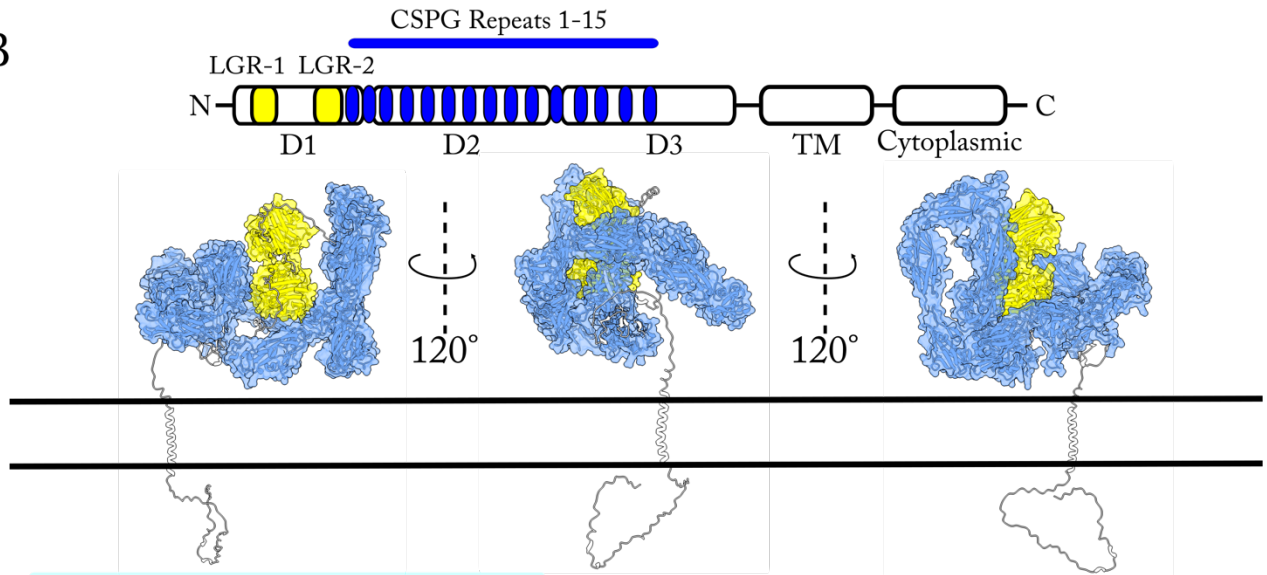 B
CSPG Repeats 1-15
LGR-1 LGR-2
N C
D1 D2 D3 TM Cytoplasmic
120° 120°